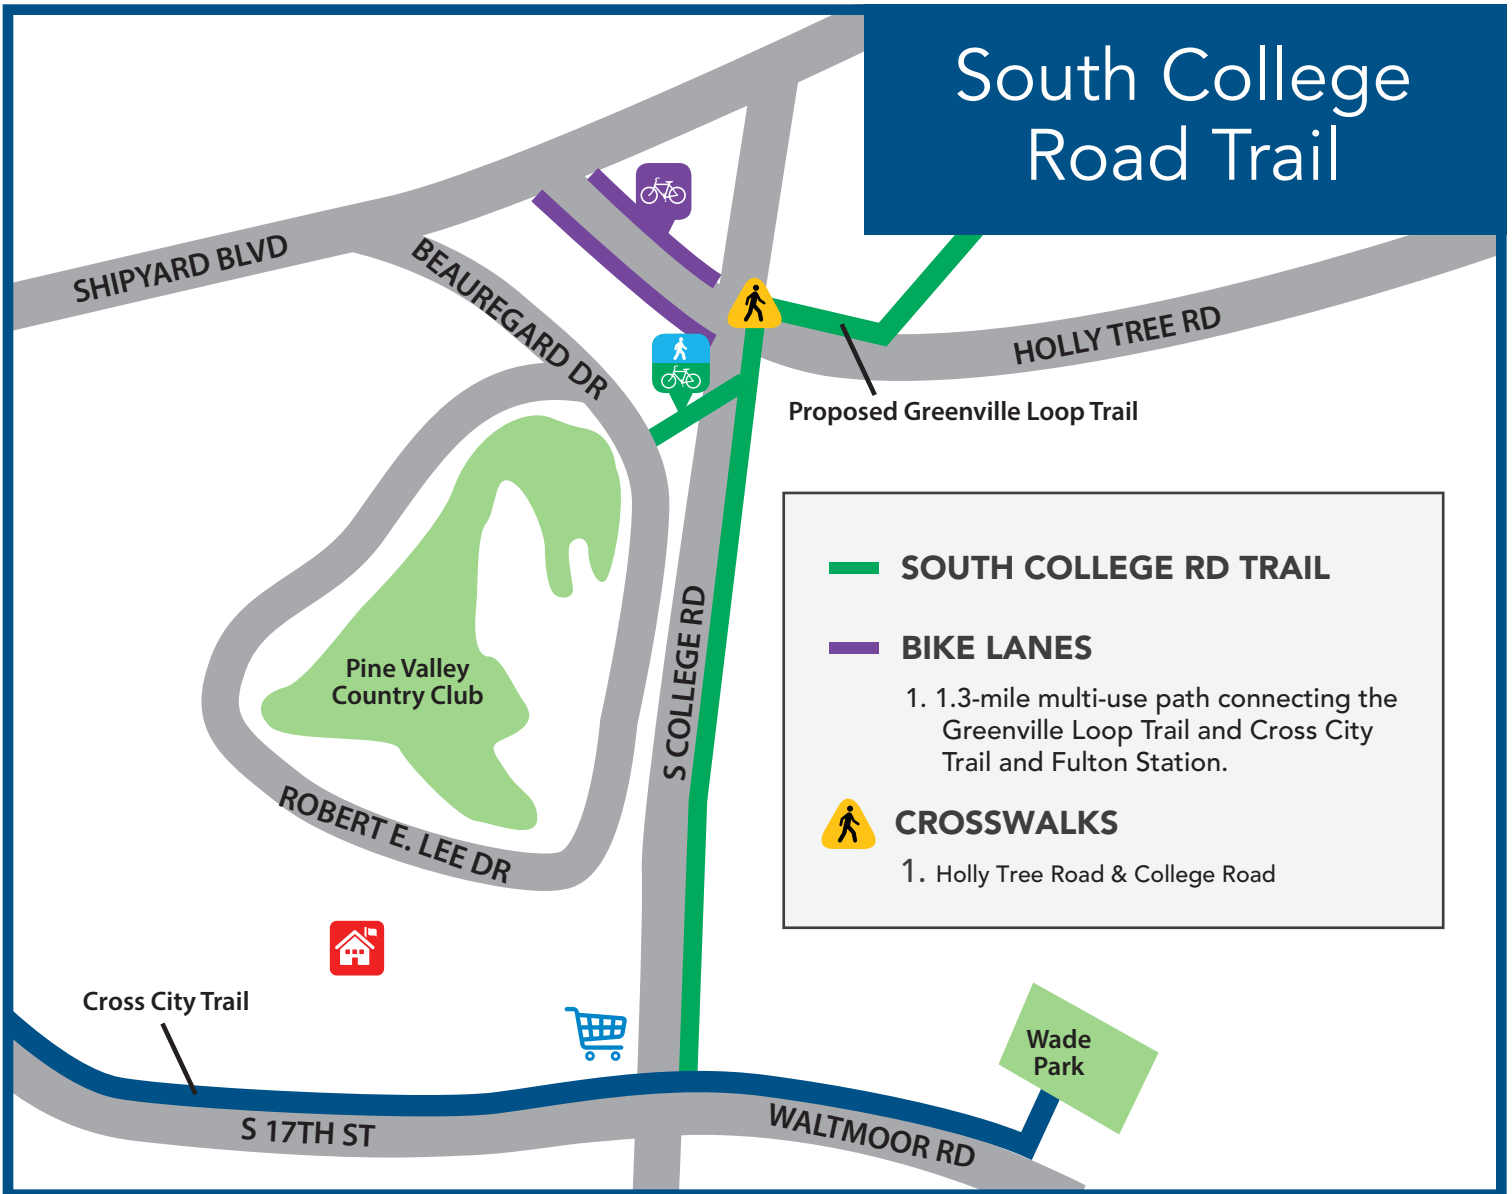 South College
Road Trail
SHIPYARD BLVD
BEAUREGARD DR
HOLLY TREE RD
Proposed Greenville Loop Trail
SOUTH COLLEGE RD TRAIL
BIKE LANES
1. 1.3-mile multi-use path connecting the
Greenville Loop Trail and Cross City
Trail and Fulton Station.
CROSSWALKS
1. Holly Tree Road & College Road
S COLLEGE RD
Pine Valley
Country Club
ROBERT E. LEE DR
Cross City Trail
Wade
Park
S 17TH ST
WALTMOOR RD